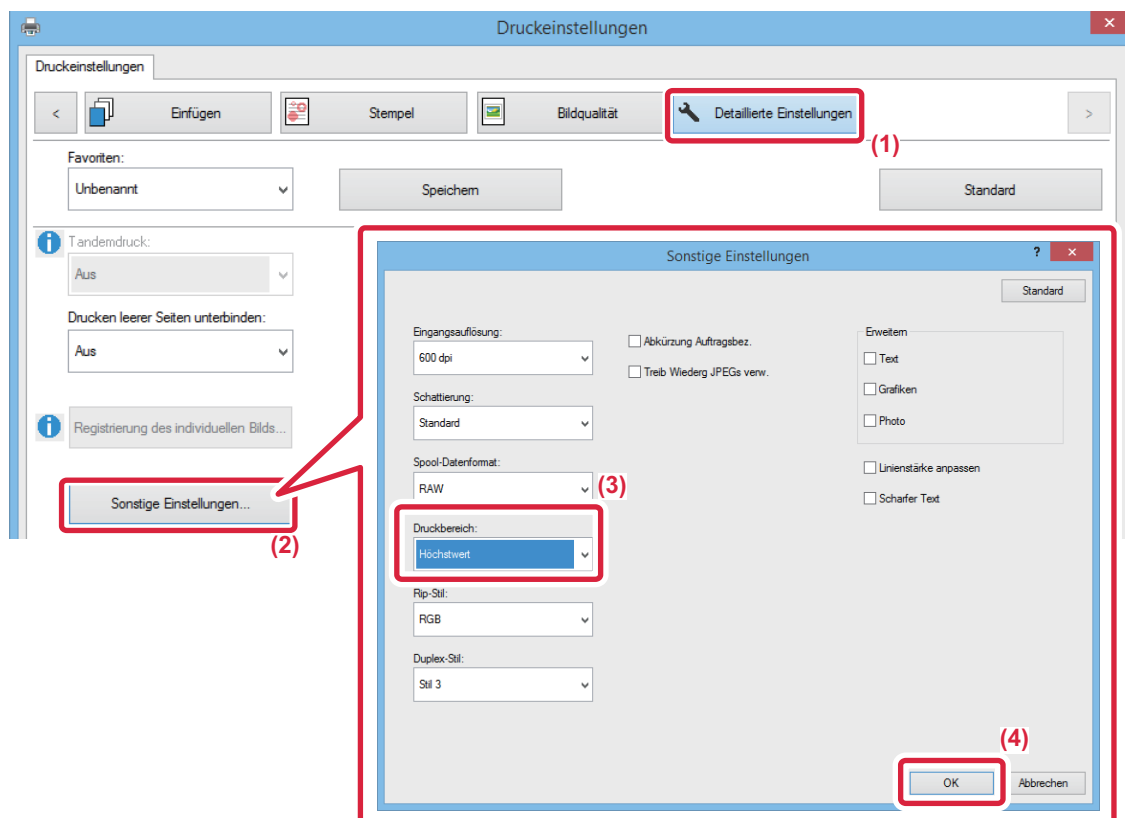 Druckeinstellungen
Druckeinstellungen
< Einfügen Stempel Bildqualität Detaillierte Einstellungen >
(1)
Favoriten:
Unbenannt Speichern Standard
Tandemdruck:
Aus
Drucken leerer Seiten unterbinden:
Aus
Registrierung des individuellen Bilds...
Sonstige Einstellungen...
(2)
Sonstige Einstellungen ?
Standard
Eingangsauflösung:
600 dpi
Schattierung:
Standard
Spool-Datenformat:
RAW
(3)
Druckbereich:
Höchstwert
Rip-Stil:
RGB
Duplex-Stil:
Stil 3
Abkürzung Auftragsbez.
Treib Wiederg JPEGs verw.
Erweitern
Text
Grafiken
Photo
Linienstärke anpassen
Scharfer Text
(4)
OK Abbrechen